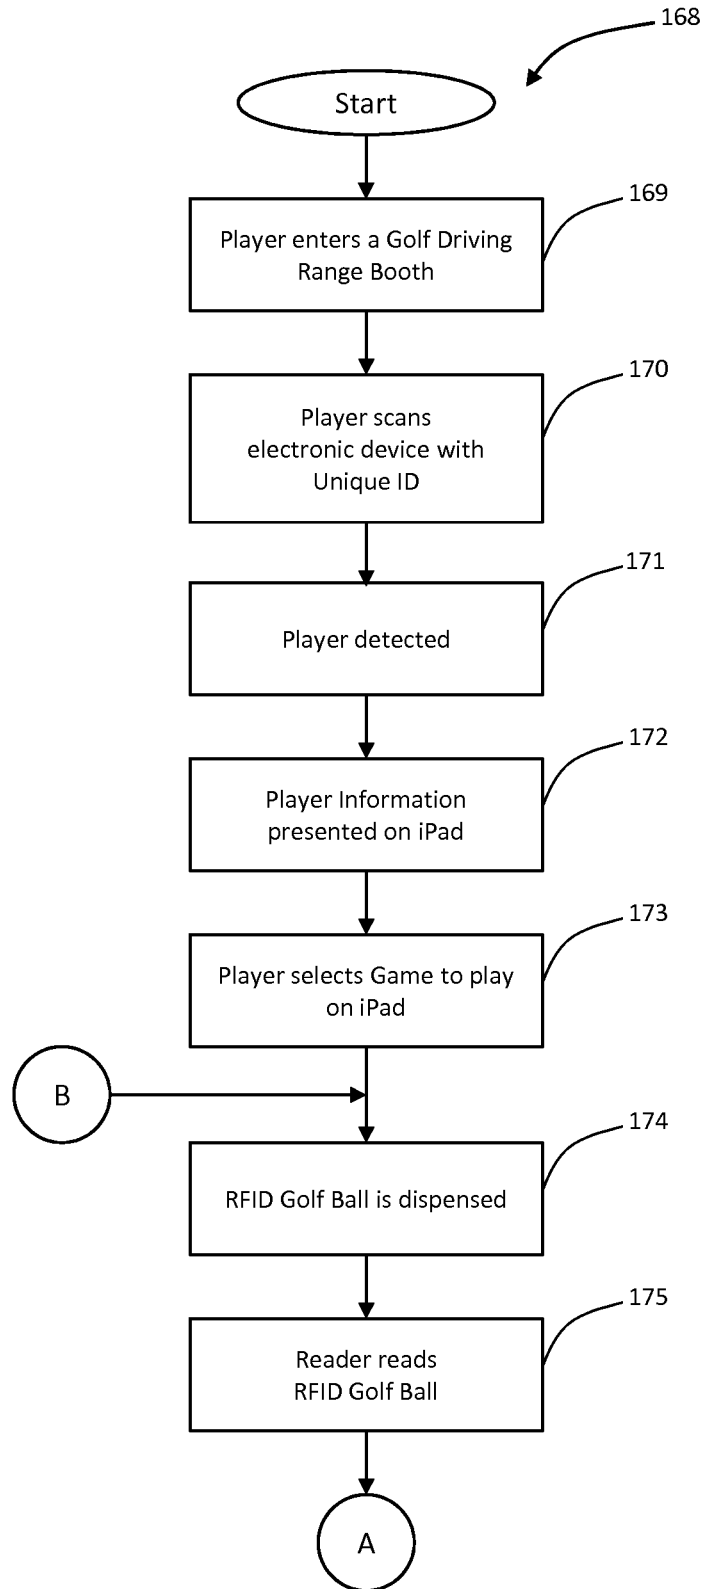 168
Start
169
Player enters a Golf Driving
Range Booth
170
Player scans
electronic device with
Unique ID
171
Player detected
172
Player Information
presented on iPad
173
Player selects Game to play
on iPad
B
174
RFID Golf Ball is dispensed
175
Reader reads
RFID Golf Ball
A